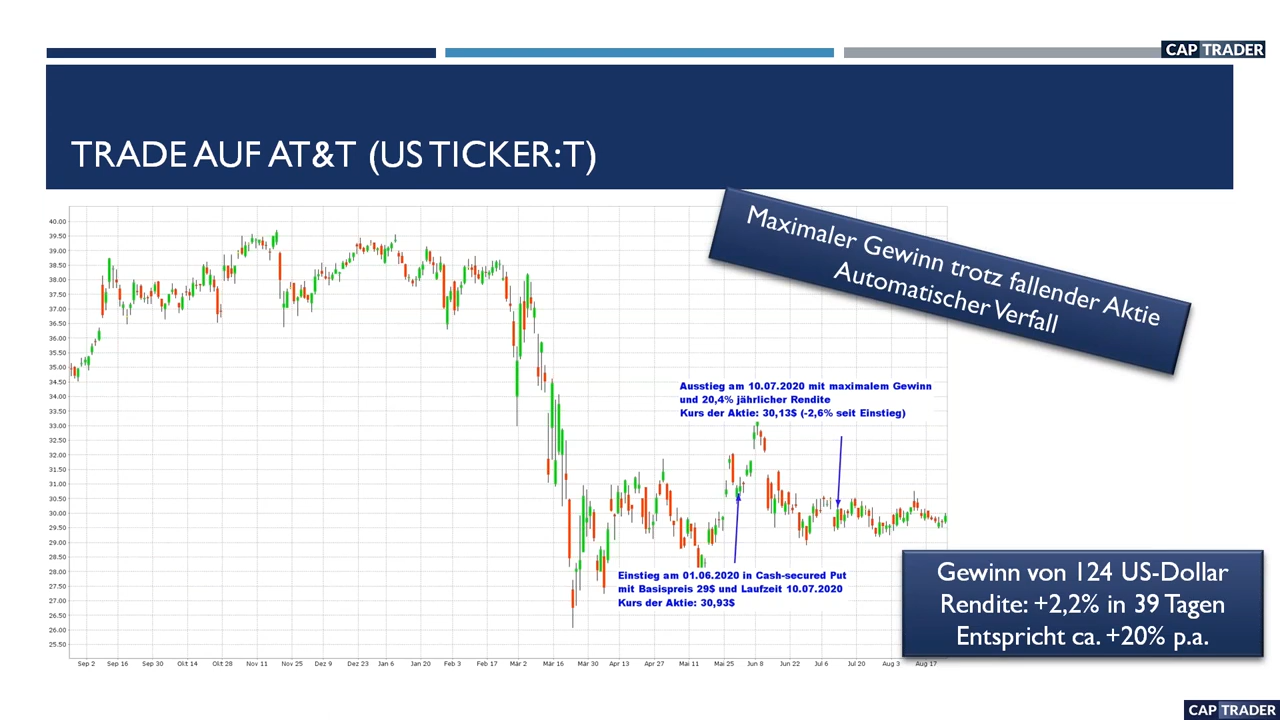 CAP TRADER
TRADE AUF AT&T (US TICKER:T)
Maximaler Gewinn trotz fallender Aktie
Automatischer Verfall
40.00
39.50
39.00
38.50
38.00
37.50
37.00
36.50
36.00
35.50
35.00
34.50
34.00
33.50
33.00
32.50
32.00
31.50
31.00
30.50
30.00
29.50
29.00
28.50
28.00
27.50
27.00
26.50
26.00
25.50
Ausstieg am 10.07.2020 mit maximalem Gewinn
und 20,4% jährlicher Rendite
Kurs der Aktie: 30,13$ (-2,6% seit Einstieg)
Einstieg am 01.06.2020 in Cash-secured Put
mit Basispreis 29$ und Laufzeit 10.07.2020
Kurs der Aktie: 30,93$
Gewinn von 124 US-Dollar
Rendite: +2,2% in 39 Tagen
Entspricht ca. +20% p.a.
Sep 2 Sep 16 Sep 30 Okt 14 Okt 28 Nov 11 Nov 25 Dez 9 Dez 23 Jan 6 Jan 20 Feb 3 Feb 17 Mär 2 Mär 16 Mär 30 Apr 13 Apr 27 Mai 11 Mai 25 Jun 8 Jun 22 Jul 6 Jul 20 Aug 3 Aug 17
CAP TRADER